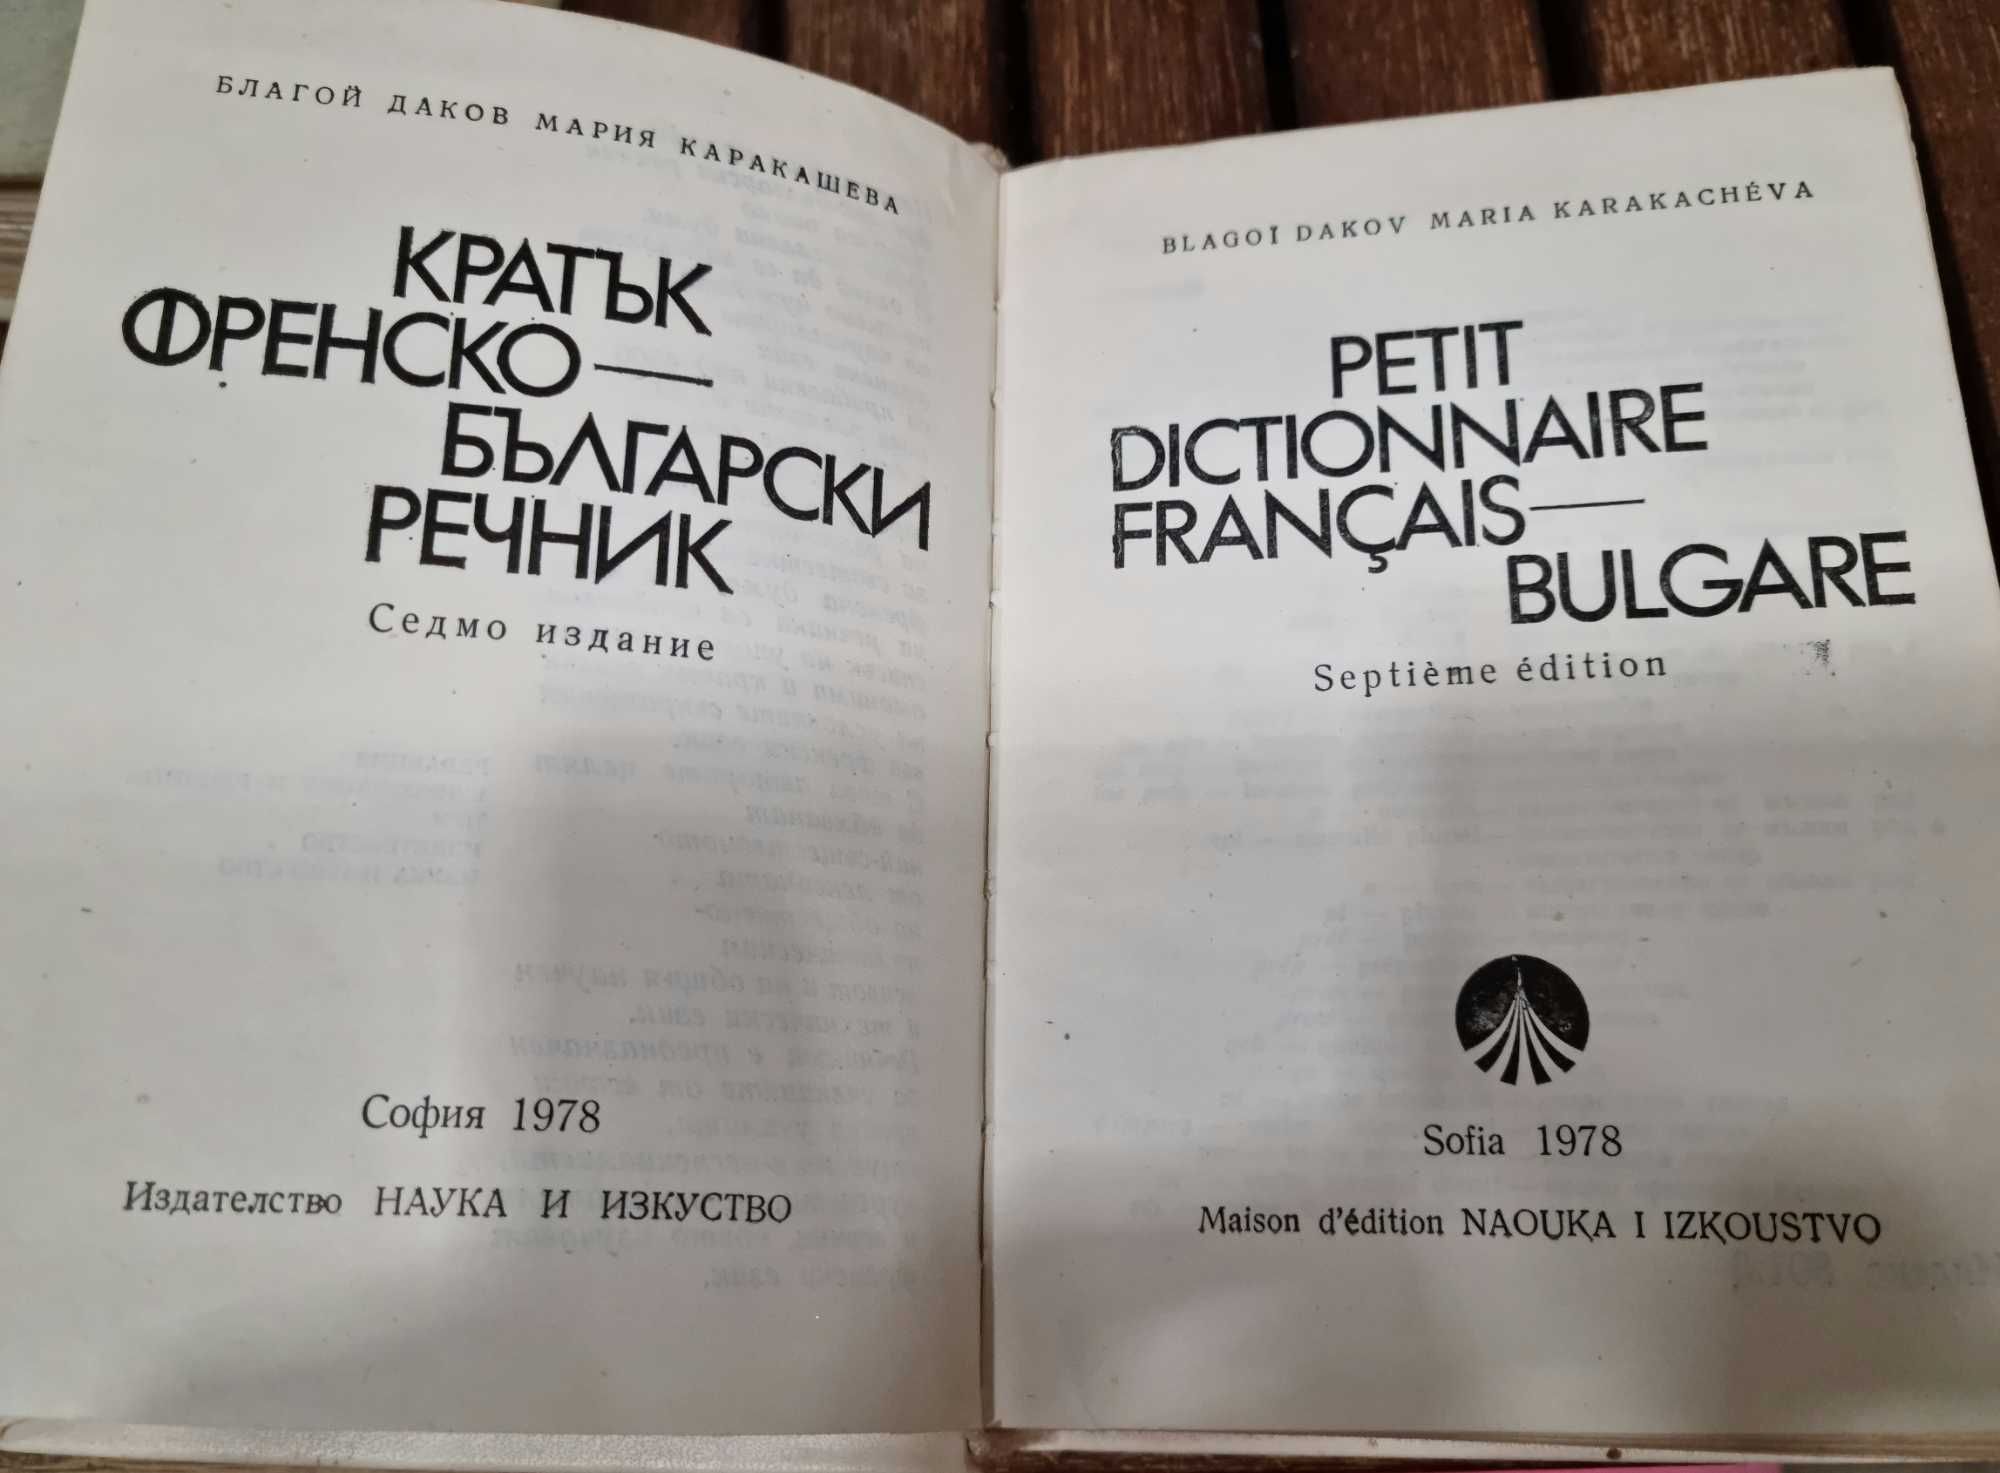 БЛАГОЙ ДАКОВ МАРИЯ КАРАКАШЕВА
КРАТЪК
ФРЕНСКО—
БЪЛГАРСКИ
РЕЧНИК
Седмо издание
София 1978
Издателство НАУКА И ИЗКУСТВО
BLAGOÏ DAKOV MARIA KARAKACHÉVA
PETIT
DICTIONNAIRE
FRANÇAIS—
BULGARE
Septième édition
Sofia 1978
Maison d'édition NAOUKA I IZKOUSTVO